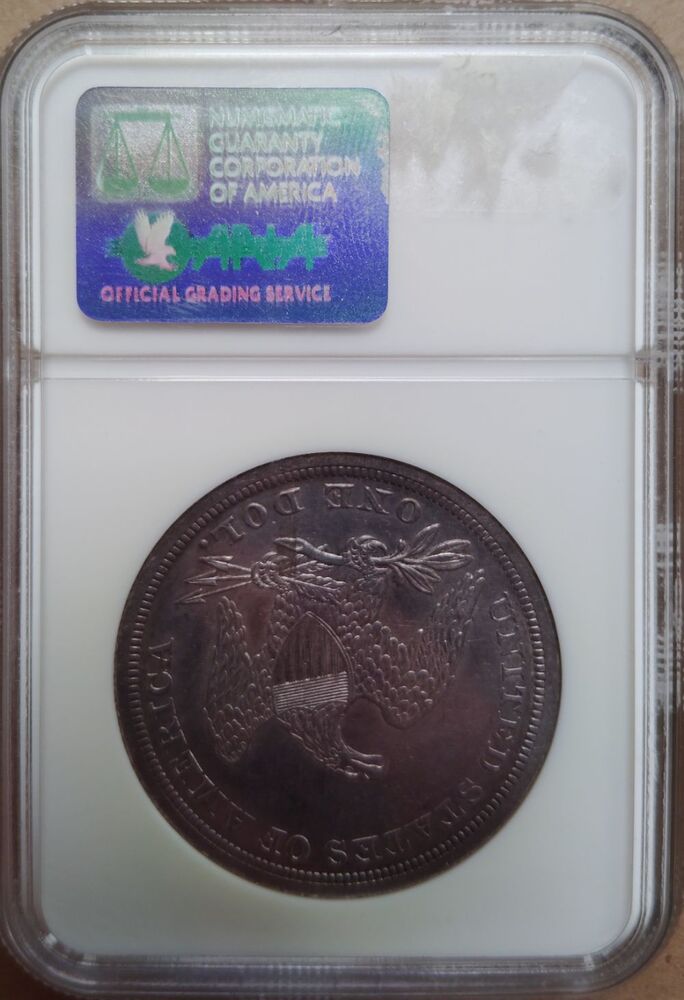 NUMISMATIC
GUARANTY
CORPORATION
OF AMERICA
OFFICIAL GRADING SERVICE
UNITED STATES OF AMERICA
ONE DOL.